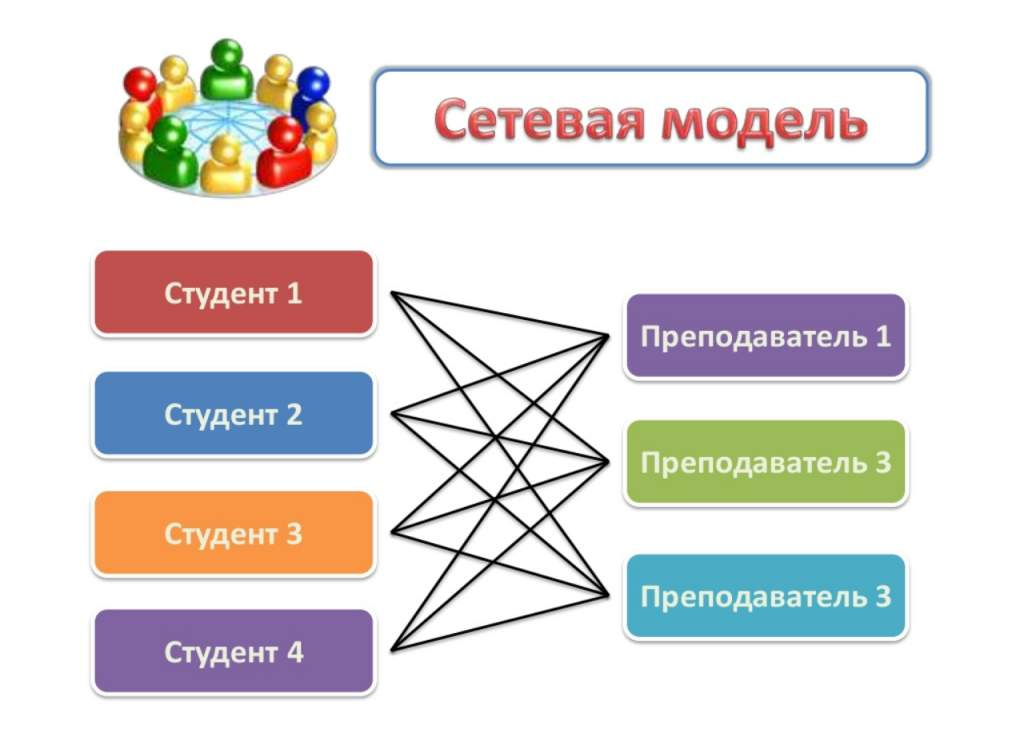 Сетевая модель
Студент 1
Студент 2
Студент 3
Студент 4
Преподаватель 1
Преподаватель 3
Преподаватель 3